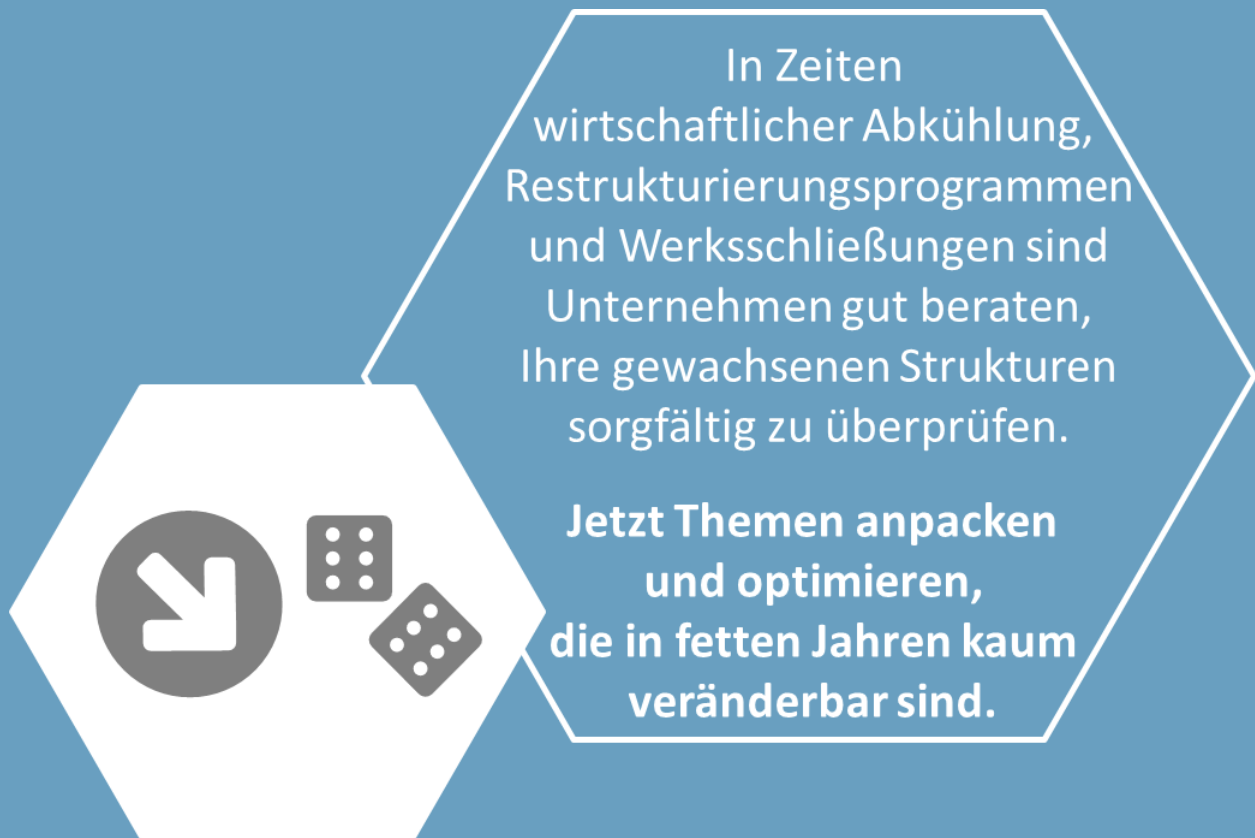 In Zeiten
wirtschaftlicher Abkühlung,
Restrukturierungsprogrammen
und Werksschließungen sind
Unternehmen gut beraten,
Ihre gewachsenen Strukturen
sorgfältig zu überprüfen.
Jetzt Themen anpacken
und optimieren,
die in fetten Jahren kaum
veränderbar sind.